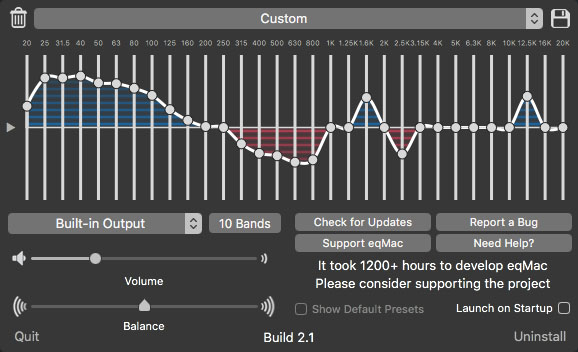 Custom
20 25 31.5 40 50 63 80 100 125 160 200 250 315 400 500 630 800 1K 1.25K 1.6K 2K 2.5K 3.15K 4K 5K 6.3K 8K 10K 12.5K 16K 20K
Built-in Output
10 Bands
Check for Updates
Report a Bug
Support eqMac
Need Help?
It took 1200+ hours to develop eqMac
Please consider supporting the project
Volume
Show Default Presets
Launch on Startup
Balance
Quit
Build 2.1
Uninstall